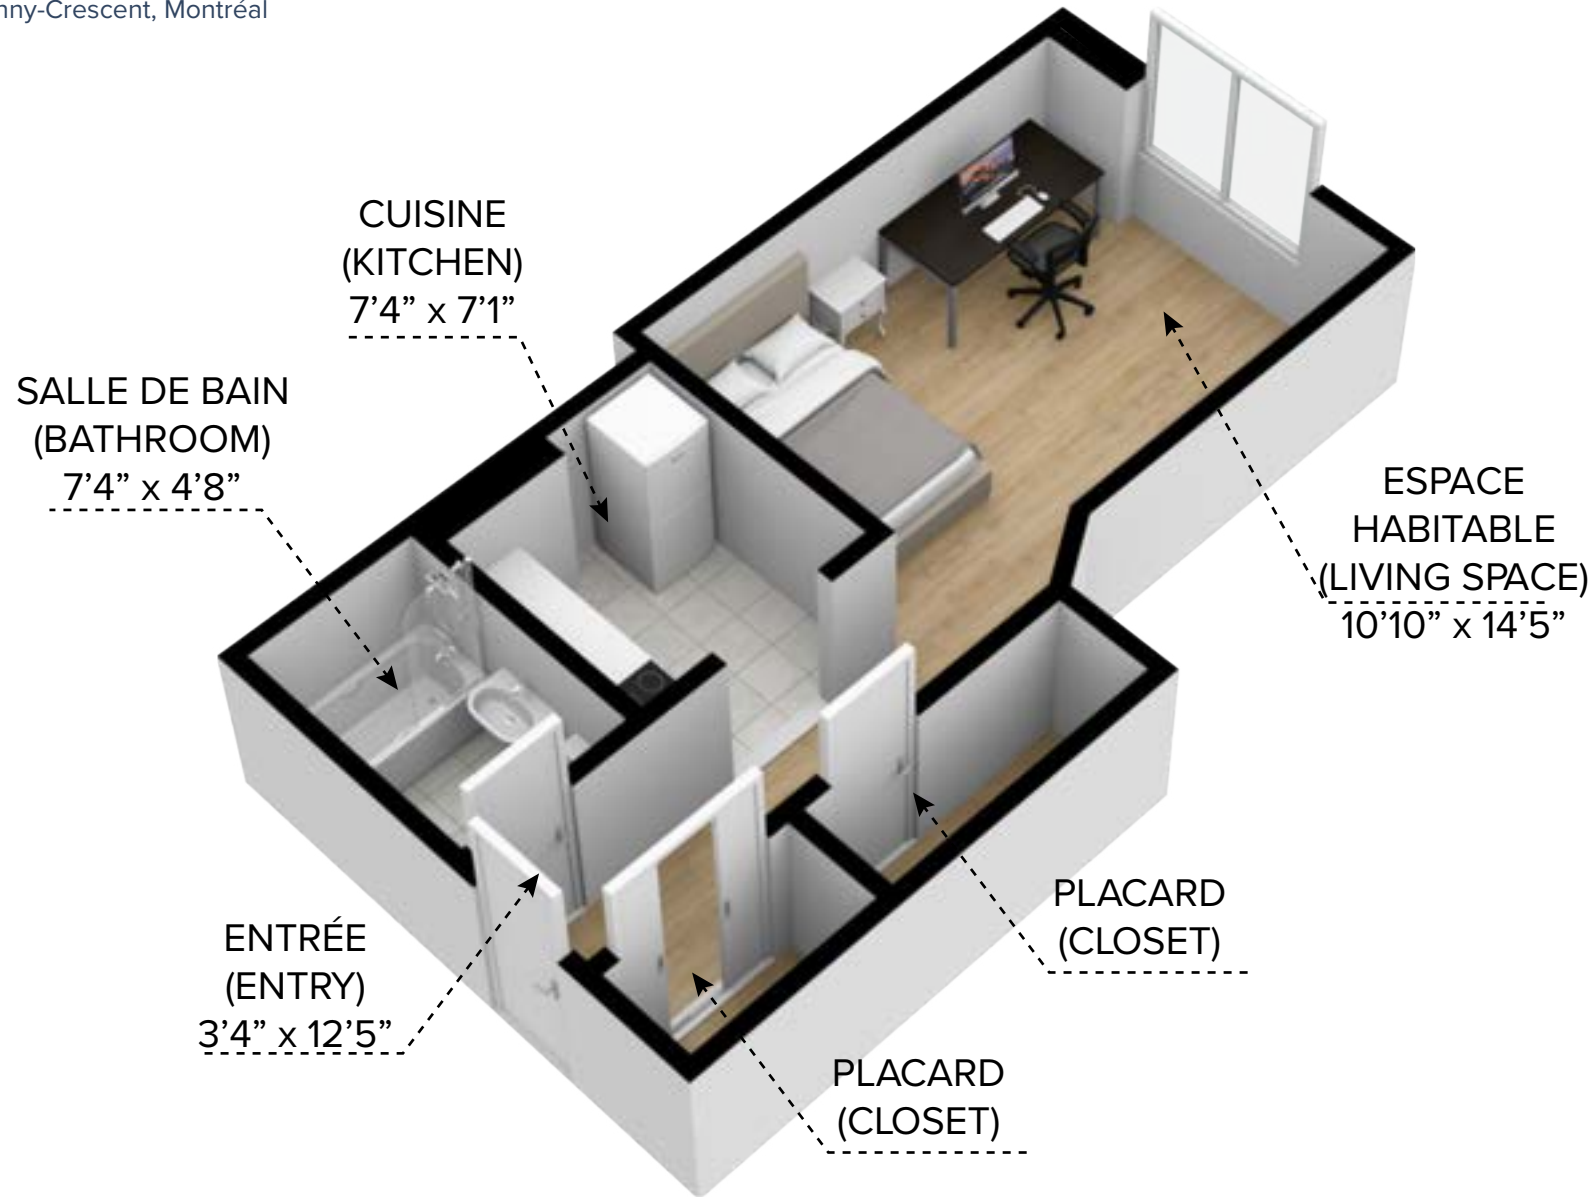 Crescent, Montréal
CUISINE
(KITCHEN)
7’4” x 7’1”
SALLE DE BAIN
(BATHROOM)
7’4” x 4’8”
ESPACE
HABITABLE
(LIVING SPACE)
10’10” x 14’5”
ENTRÉE
(ENTRY)
3’4” x 12’5”
PLACARD
(CLOSET)
PLACARD
(CLOSET)